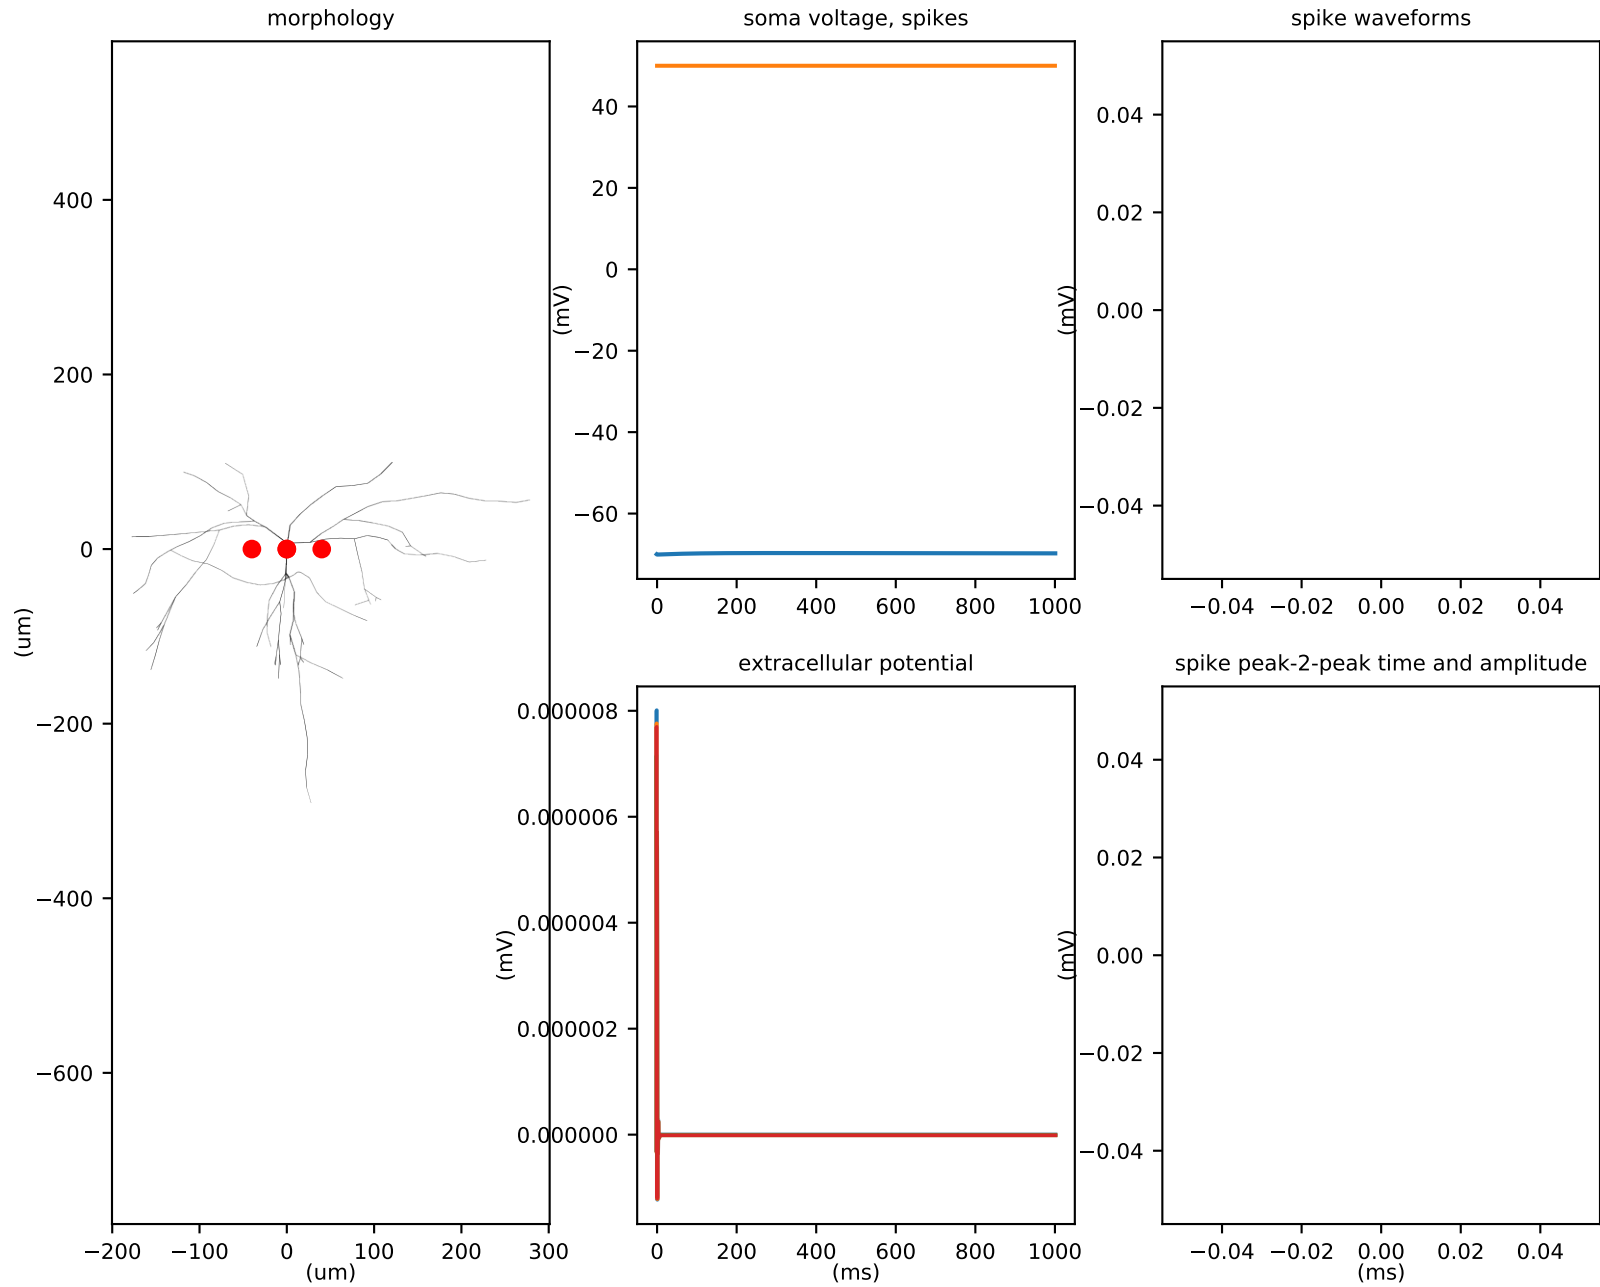 morphology
400
200
0
−200
−400
−600
(um)
−200 −100 0 100 200 300
(um)
soma voltage, spikes
40
20
0
−20
−40
−60
(mV)
0 200 400 600 800 1000
spike waveforms
0.04
0.02
0.00
−0.02
−0.04
(mV)
−0.04 −0.02 0.00 0.02 0.04
extracellular potential
0.000008
0.000006
0.000004
0.000002
0.000000
(mV)
0 200 400 600 800 1000
(ms)
spike peak-2-peak time and amplitude
0.04
0.02
0.00
−0.02
−0.04
(mV)
−0.04 −0.02 0.00 0.02 0.04
(ms)